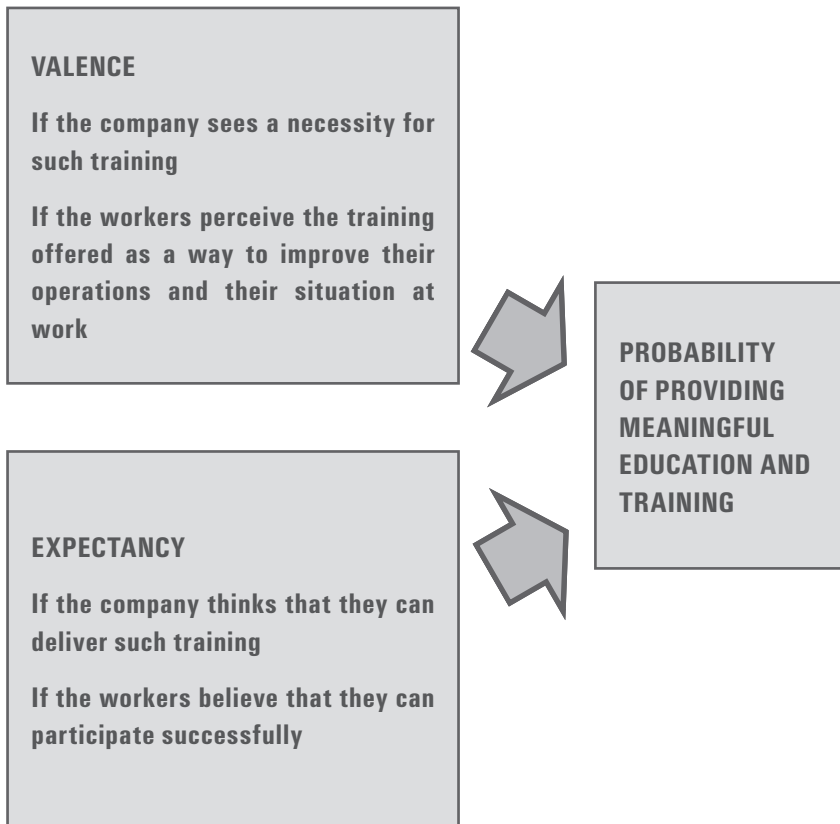 VALENCE
If the company sees a necessity for
such training
If the workers perceive the training
offered as a way to improve their
operations and their situation at
work
EXPECTANCY
If the company thinks that they can
deliver such training
If the workers believe that they can
participate successfully
PROBABILITY
OF PROVIDING
MEANINGFUL
EDUCATION AND
TRAINING